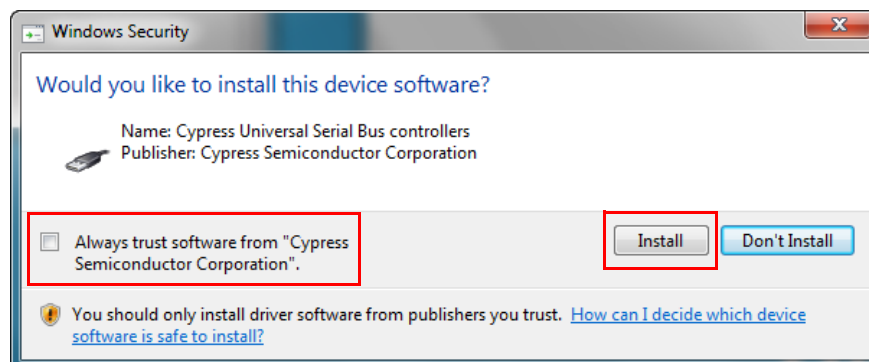 Windows Security
Would you like to install this device software?
Name: Cypress Universal Serial Bus controllers
Publisher: Cypress Semiconductor Corporation
Always trust software from "Cypress
Semiconductor Corporation".
Install
Don't Install
You should only install driver software from publishers you trust. How can I decide which device
software is safe to install?